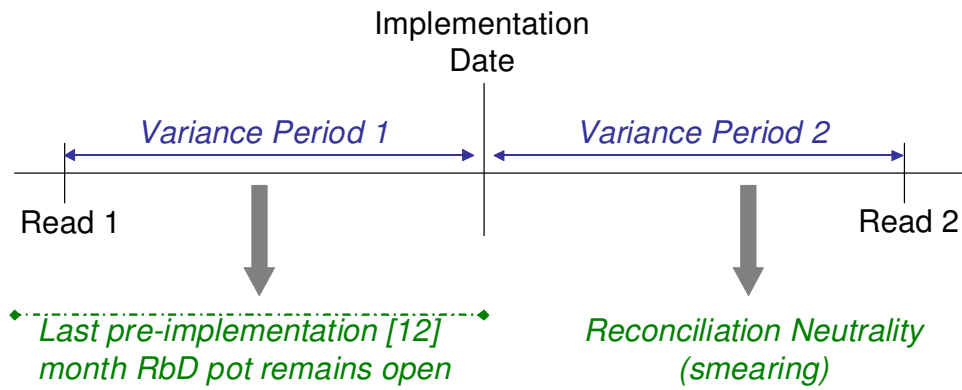 Implementation
Date
Variance Period 1
Variance Period 2
Read 1
Read 2
Last pre-implementation [12]
month RbD pot remains open
Reconciliation Neutrality
(smearing)